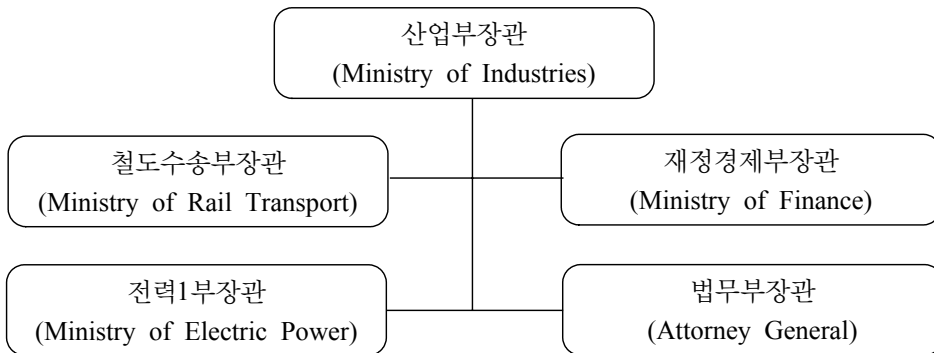 산업부장관
(Ministry of Industries)
철도수송부장관
(Ministry of Rail Transport)
재정경제부장관
(Ministry of Finance)
전력1부장관
(Ministry of Electric Power)
법무부장관
(Attorney General)